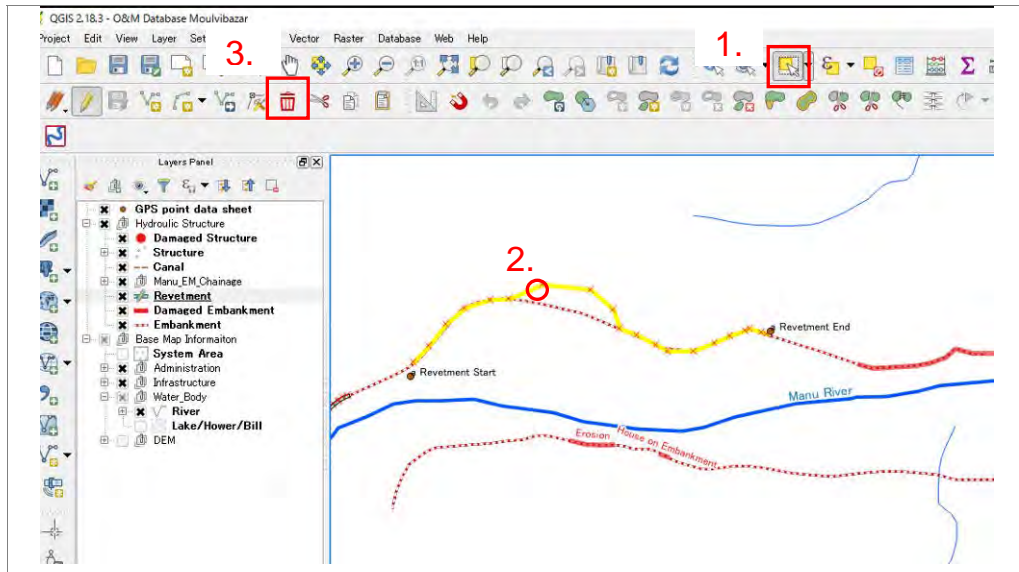 QGIS 2.18.3 - O&M Database Moulvibazar
Project Edit View Layer Set Vector Raster Database Web Help
3.
1.
Layers Panel
GPS point data sheet
Hydroulic Structure
Damaged Structure
Structure
Canal
Manu_EM_Chainage
Revetment
Damaged Embankment
Embankment
Base Map Informaiton
System Area
Administration
Infrastructure
Water_Body
River
Lake/Hower/Bill
DEM
2.
Revetment End
Revetment Start
Manu River
Erosion
House on Embankment